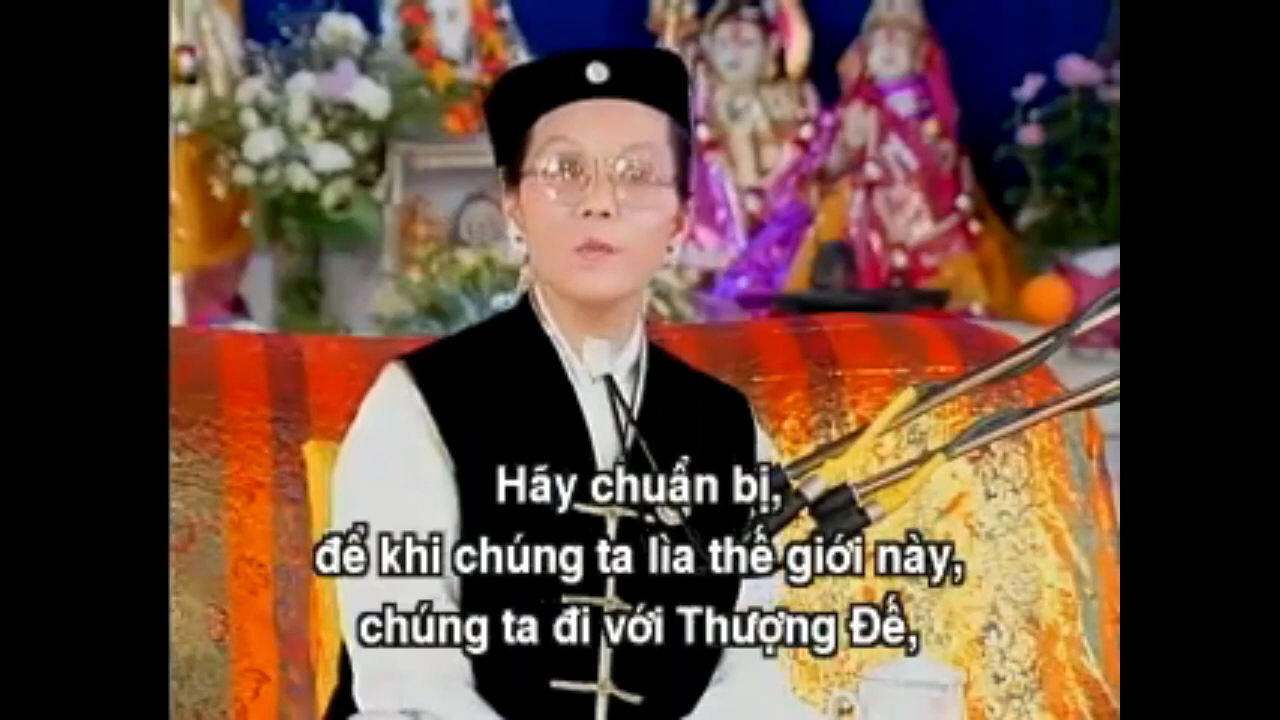 Hãy chuẩn bị,
để khi chúng ta lìa thế giới này,
chúng ta đi với Thượng Đế,